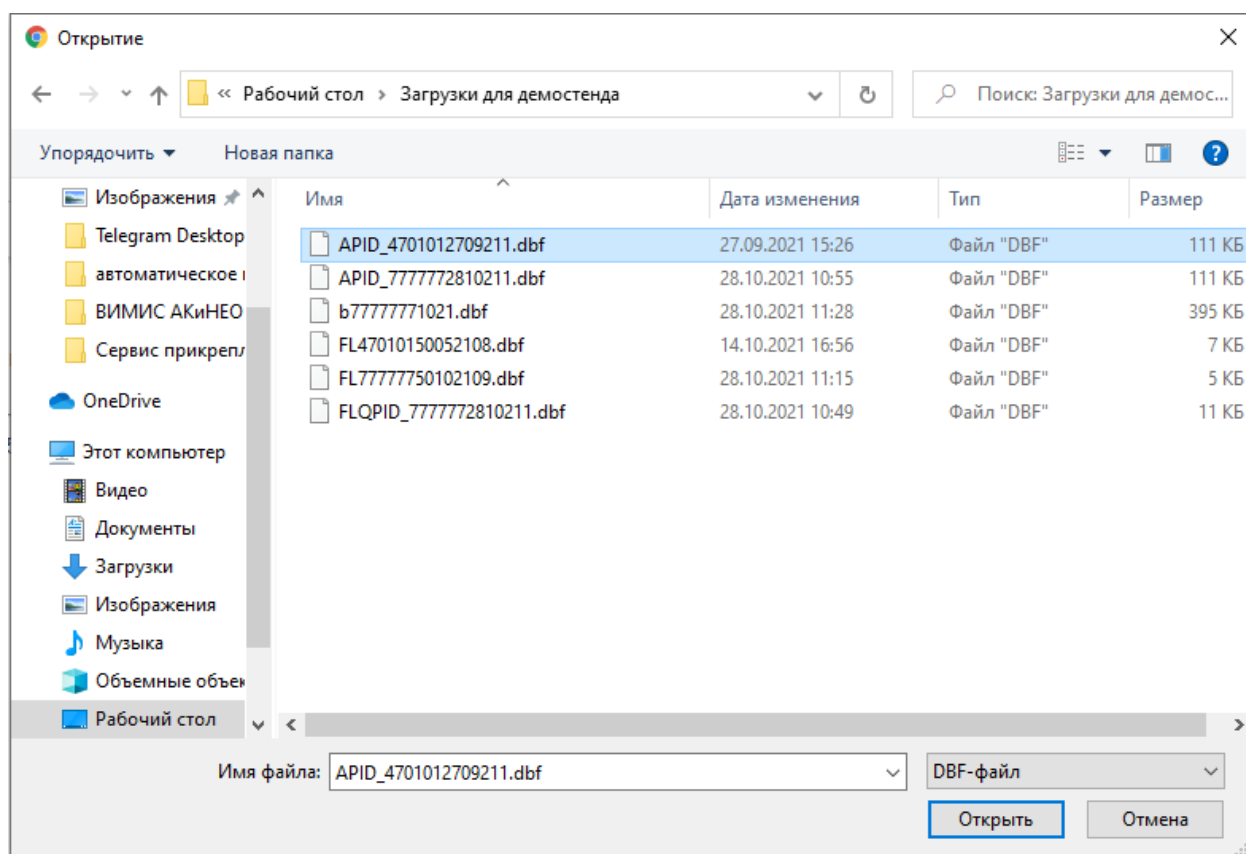 Открытие
« Рабочий стол › Загрузки для демостенда
Поиск: Загрузки для демос...
Упорядочить
Новая папка
?
Изображения
Telegram Desktop
автоматическое
ВИМИС АКиНЕО
Сервис прикрепл
OneDrive
Этот компьютер
Видео
Документы
Загрузки
Изображения
Музыка
Объемные объек
Рабочий стол
Имя Дата изменения Тип Размер
APID_4701012709211.dbf 27.09.2021 15:26 Файл "DBF" 111 КБ
APID_7777772810211.dbf 28.10.2021 10:55 Файл "DBF" 111 КБ
b77777771021.dbf 28.10.2021 11:28 Файл "DBF" 395 КБ
FL47010150052108.dbf 14.10.2021 16:56 Файл "DBF" 7 КБ
FL77777750102109.dbf 28.10.2021 11:15 Файл "DBF" 5 КБ
FLQPID_7777772810211.dbf 28.10.2021 10:49 Файл "DBF" 11 КБ
Имя файла: APID_4701012709211.dbf
DBF-файл
Открыть
Отмена